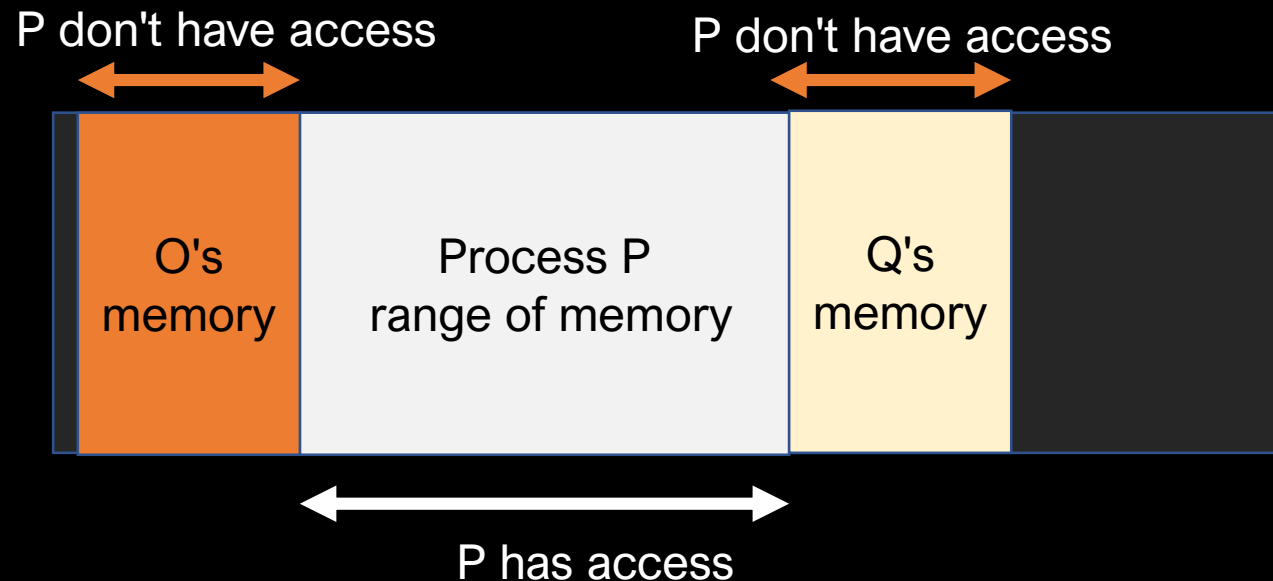 P don't have access
P don't have access
O's
memory
Process P
range of memory
Q's
memory
P has access